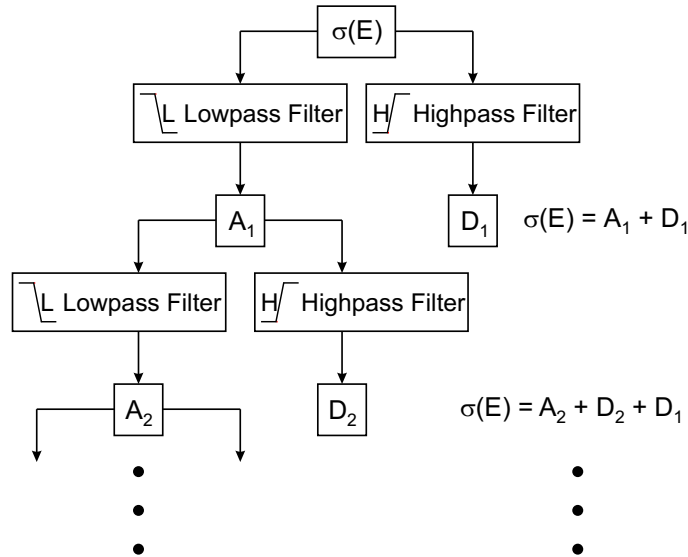 σ(E)
L Lowpass Filter
H Highpass Filter
A₁
D₁
σ(E) = A₁ + D₁
L Lowpass Filter
H Highpass Filter
A₂
D₂
σ(E) = A₂ + D₂ + D₁